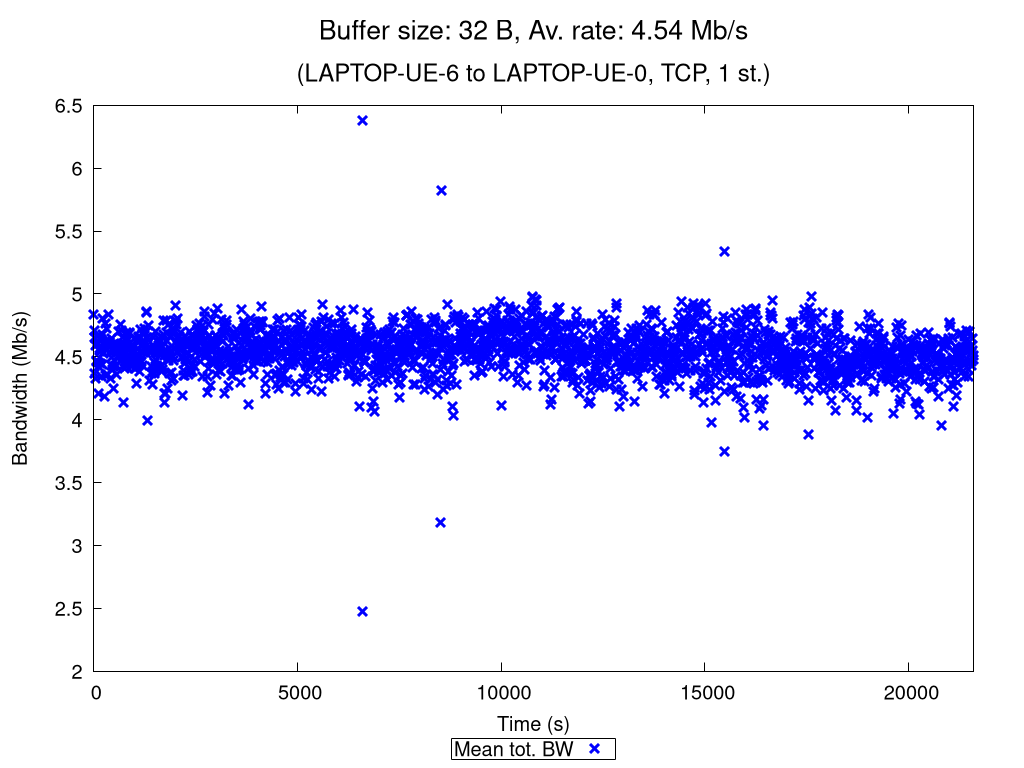 Buffer size: 32 B, Av. rate: 4.54 Mb/s
(LAPTOP-UE-6 to LAPTOP-UE-0, TCP, 1 st.)
6.5
6
5.5
5
4.5
4
3.5
3
2.5
2
Bandwidth (Mb/s)
0 5000 10000 15000 20000
Time (s)
Mean tot. BW